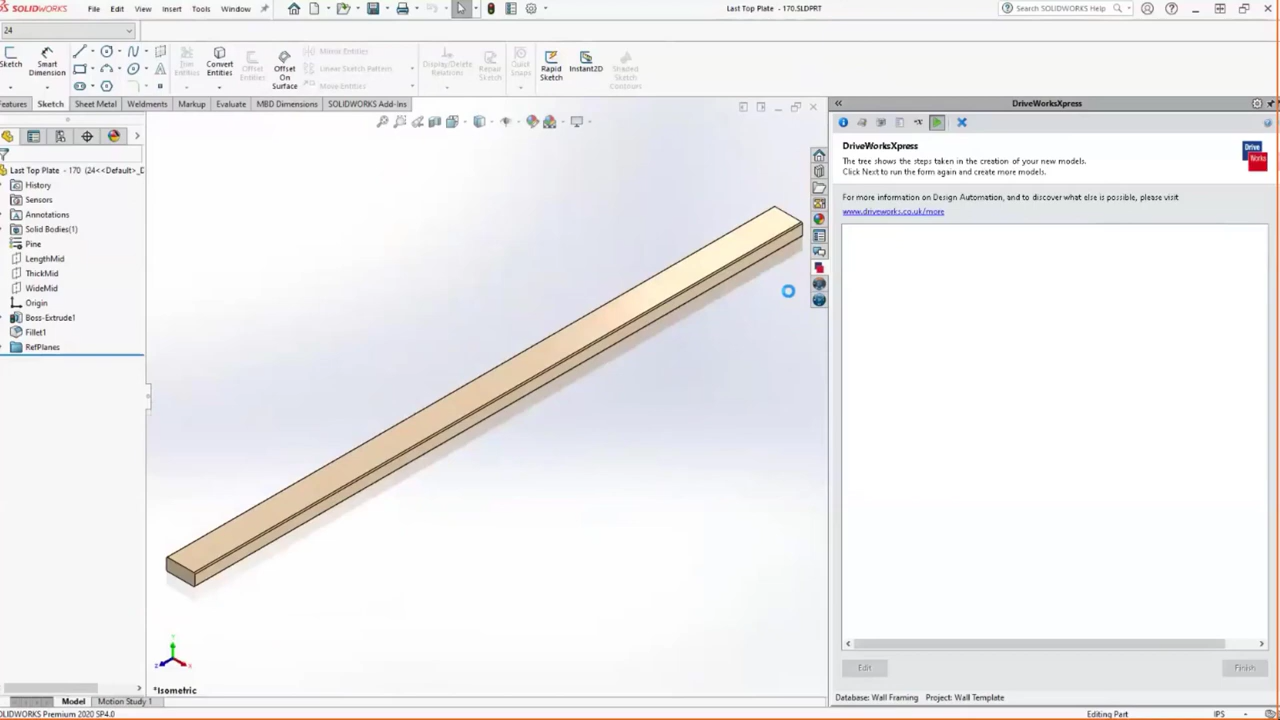 SOLIDWORKS File Edit View Insert Tools Window Last Top Plate - 170.SLDPRT Search SOLIDWORKS Help
24
Sketch Smart Dimension Trim Entities Convert Entities Offset Entities Offset On Surface Mirror Entities Linear Sketch Pattern Move Entities Display/Delete Relations Repair Sketch Quick Snaps Rapid Sketch Instant2D Shaded Sketch Contours
Features Sketch Sheet Metal Weldments Markup Evaluate MBD Dimensions SOLIDWORKS Add-Ins
DriveWorksXpress
DriveWorksXpress
The tree shows the steps taken in the creation of your new models.
Click Next to run the form again and create more models.
Drive Works
For more information on Design Automation, and to discover what else is possible, please visit
www.driveworks.co.uk/more
Last Top Plate - 170 (24<<Default>_D
History
Sensors
Annotations
Solid Bodies(1)
Pine
LengthMid
ThickMid
WideMid
Origin
Boss-Extrude1
Fillet1
RefPlanes
Y
Z X
*Isometric
Edit Finish
Database: Wall Framing Project: Wall Template
Model Motion Study 1
SOLIDWORKS Premium 2020 SP4.0 Editing Part IPS